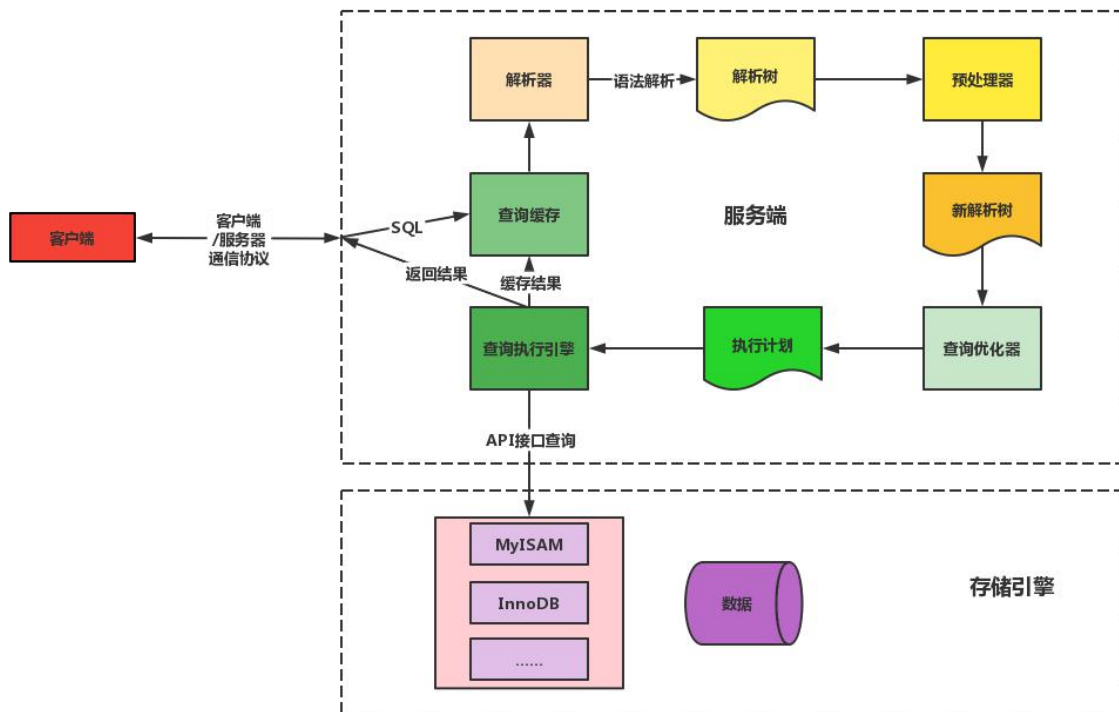 解析器
语法解析
解析树
预处理器
客户端
客户端
/服务器
通信协议
SQL
查询缓存
服务端
新解析树
返回结果
缓存结果
查询执行引擎
执行计划
查询优化器
API接口查询
MyISAM
InnoDB
......
数据
存储引擎